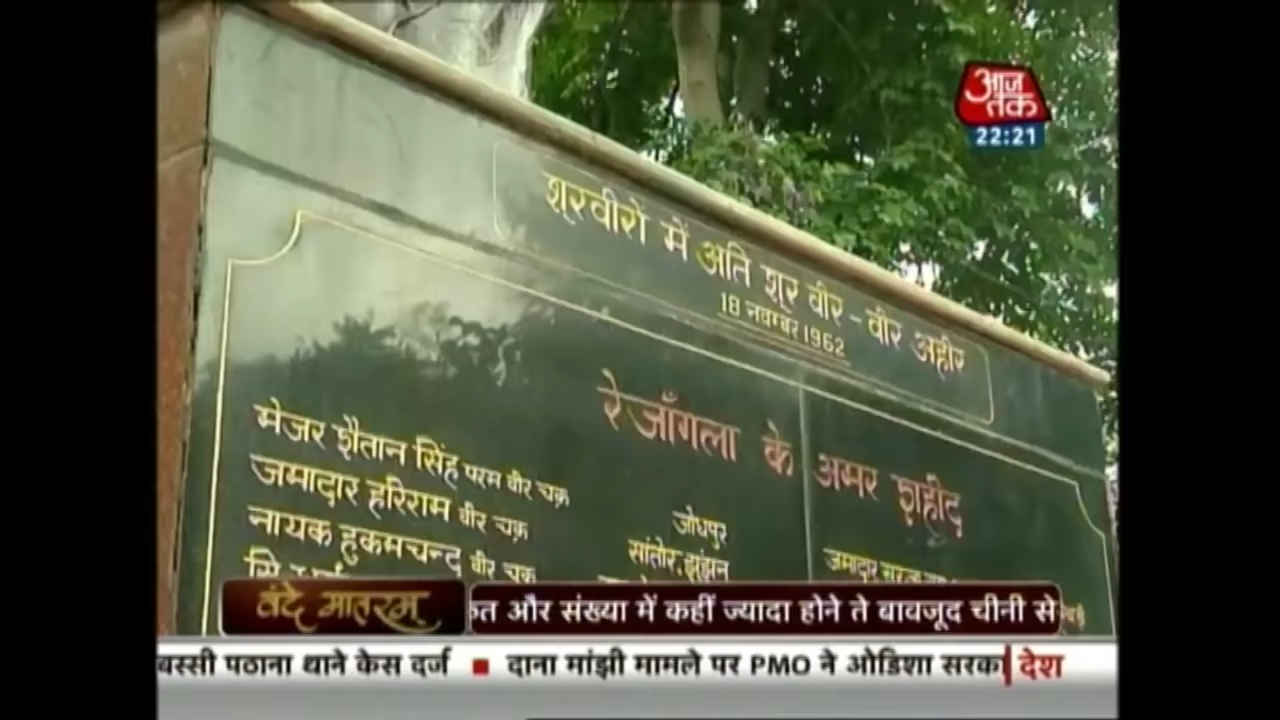 आज
तक
22:21
शूरवीरों में अति शूर वीर - वीर अहीर
18 नवम्बर 1962
रेजाँगला के अमर शहीद
मेजर शैतान सिंह परम वीर चक्र
जोधपुर
जमादार हरिराम वीर चक्र
सांतोर, झुंझुनू
नायक हुकमचन्द वीर चक्र
जमादार
वंदे मातरम्
और संख्या में कहीं ज्यादा होने ते बावजूद चीनी से
बस्सी पठाना थाने केस दर्ज ■ दाना मांझी मामले पर PMO ने ओडिशा सरका
देश